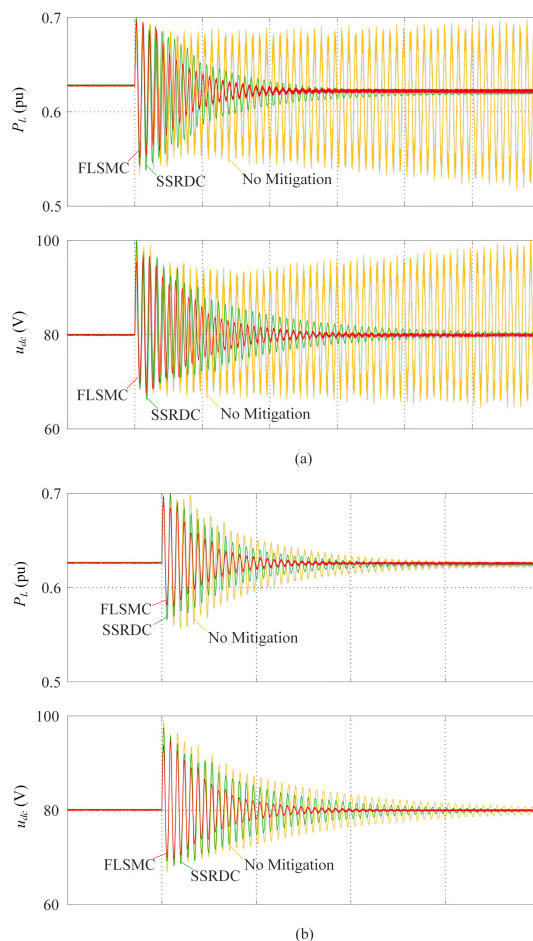 0.7
P_L (pu)
0.6
FLSMC
SSRDC
No Mitigation
0.5
100
u_dc (V)
80
FLSMC
SSRDC
No Mitigation
60
(a)
0.7
P_L (pu)
0.6
FLSMC
SSRDC
No Mitigation
0.5
100
u_dc (V)
80
FLSMC
SSRDC
No Mitigation
60
(b)